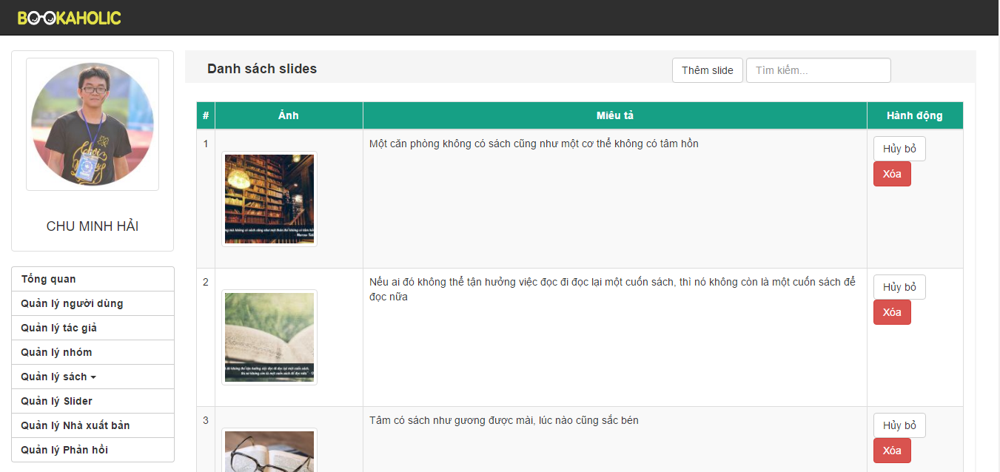 BOOKAHOLIC
CHU MINH HẢI
Tổng quan
Quản lý người dùng
Quản lý tác giả
Quản lý nhóm
Quản lý sách
Quản lý Slider
Quản lý Nhà xuất bản
Quản lý Phản hồi
Danh sách slides
Thêm slide
Tìm kiếm...
# Ảnh Miêu tả Hành động
1
Một căn phòng không có sách cũng như một cơ thể không có tâm hồn
Hủy bỏ
Xóa
2
Nếu ai đó không thể tận hưởng việc đọc đi đọc lại một cuốn sách, thì nó không còn là một cuốn sách để
đọc nữa
Hủy bỏ
Xóa
3
Tâm có sách như gương được mài, lúc nào cũng sắc bén
Hủy bỏ
Xóa